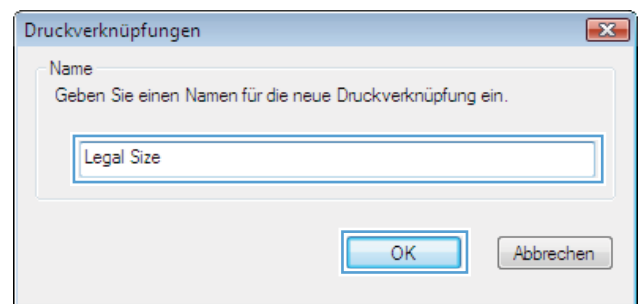 Druckverknüpfungen
Name
Geben Sie einen Namen für die neue Druckverknüpfung ein.
Legal Size
OK Abbrechen